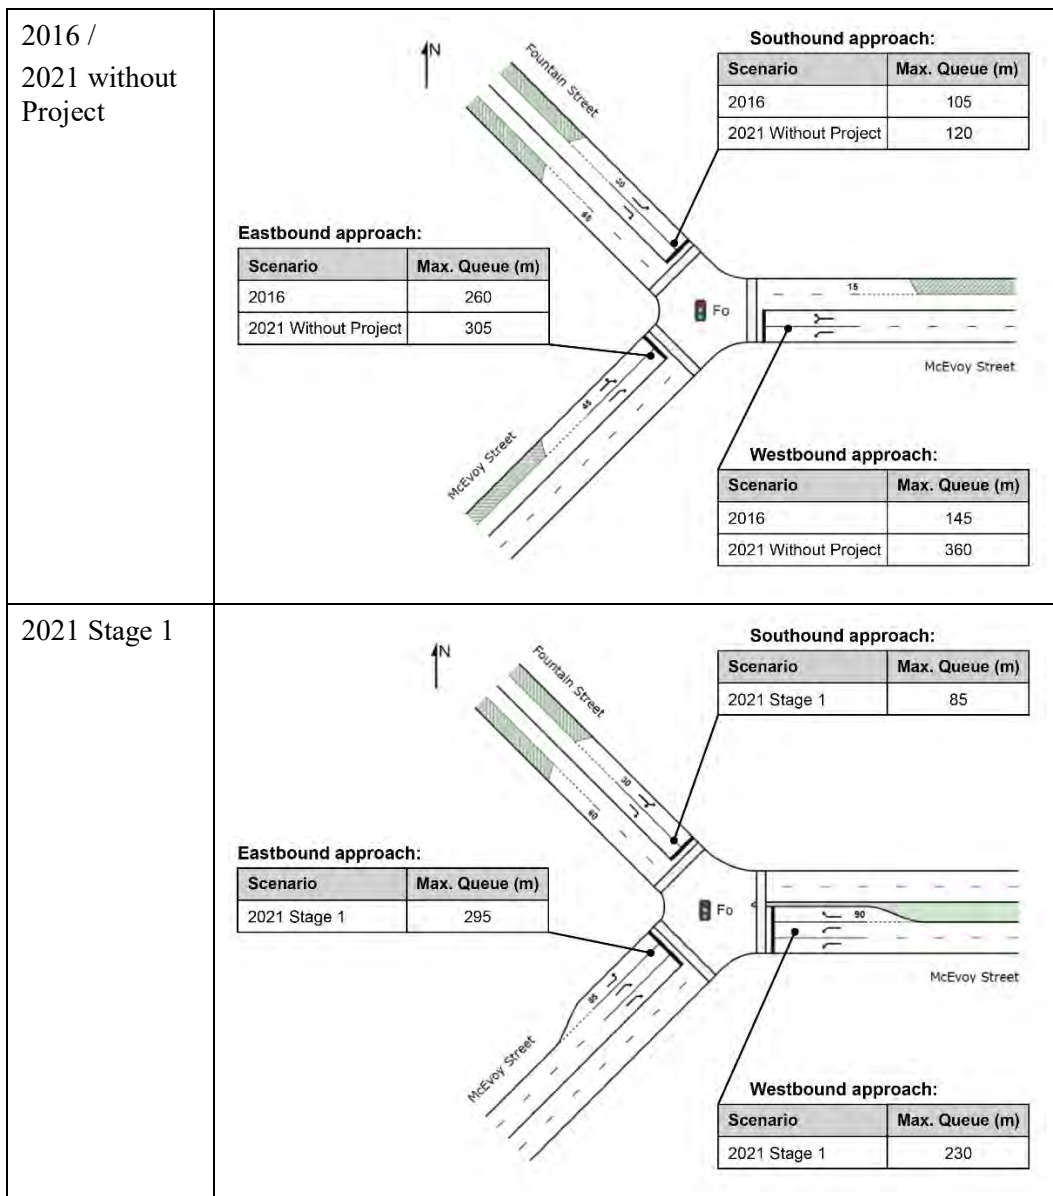 2016 /
2021 without
Project
N
Fountain Street
Southound approach:
Scenario Max. Queue (m)
2016 105
2021 Without Project 120
30
60
Eastbound approach:
Scenario Max. Queue (m)
2016 260
2021 Without Project 305
15
Fo
McEvoy Street
45
McEvoy Street
Westbound approach:
Scenario Max. Queue (m)
2016 145
2021 Without Project 360
2021 Stage 1
N
Fountain Street
Southound approach:
Scenario Max. Queue (m)
2021 Stage 1 85
30
60
Eastbound approach:
Scenario Max. Queue (m)
2021 Stage 1 295
Fo
90
McEvoy Street
85
McEvoy Street
Westbound approach:
Scenario Max. Queue (m)
2021 Stage 1 230